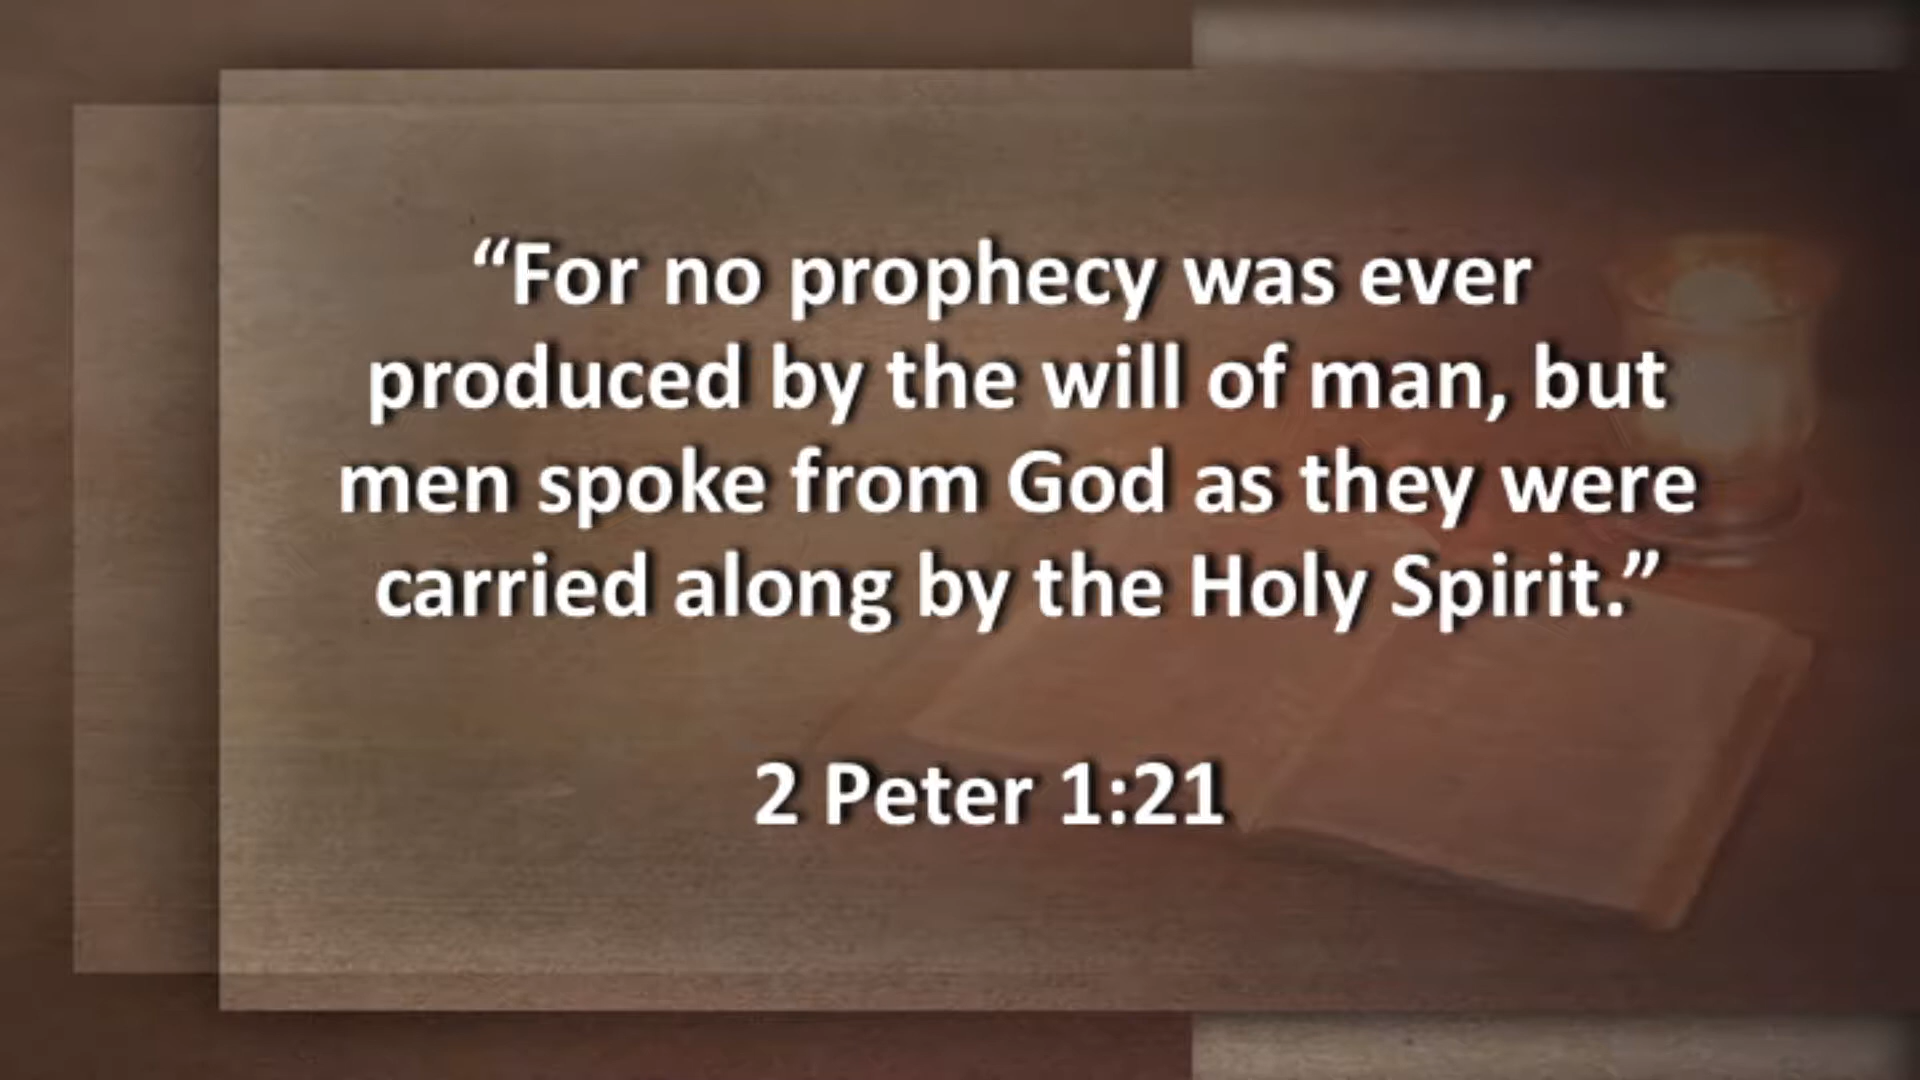 “For no prophecy was ever
produced by the will of man, but
men spoke from God as they were
carried along by the Holy Spirit.”
2 Peter 1:21